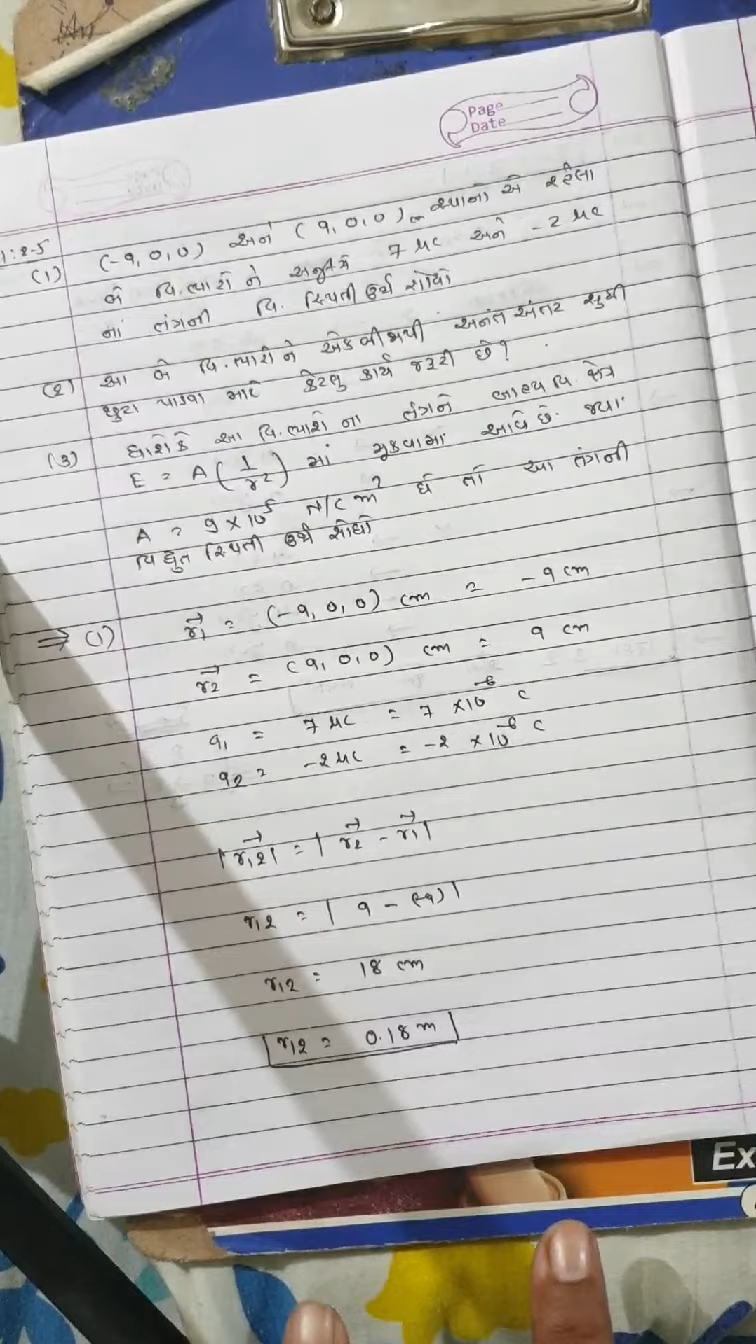 Page
Date
1:2-5
(1) (-9,0,0) અને (9,0,0) cm સ્થાનો એ રહેલા
બે વિ.ભારો ને અનુક્રમે 7 μC અને -2 μC
નાં તંત્રની વિ. સ્થિતી ઉર્જા શોધો
(2) આ બે વિ.ભારો ને એકબીજાથી અનંત અંતર સુધી
છુટા પાડવા માટે કેટલુ કાર્ય જરૂરી છે?
(3) ધારોકે આ વિ.ભારો ના તંત્રને બાહ્ય વિ. ક્ષેત્ર
E = A(1/r²) માં મૂકવામાં આવે છે. જ્યાં
A = 9 × 10⁵ N/C m² હૈ તો આ તંત્રની
વિદ્યુત સ્થિતી ઉર્જા શોધો
⇒ (1) r₁⃗ = (-9,0,0) cm = -9 cm
r₂⃗ = (9,0,0) cm = 9 cm
q₁ = 7 μC = 7 × 10⁻⁶ C
q₂ = -2 μC = -2 × 10⁻⁶ C
|r₁₂⃗| = |r₂⃗ - r₁⃗|
r₁₂ = | 9 - (-9) |
r₁₂ = 18 cm
r₁₂ = 0.18 m
Ex